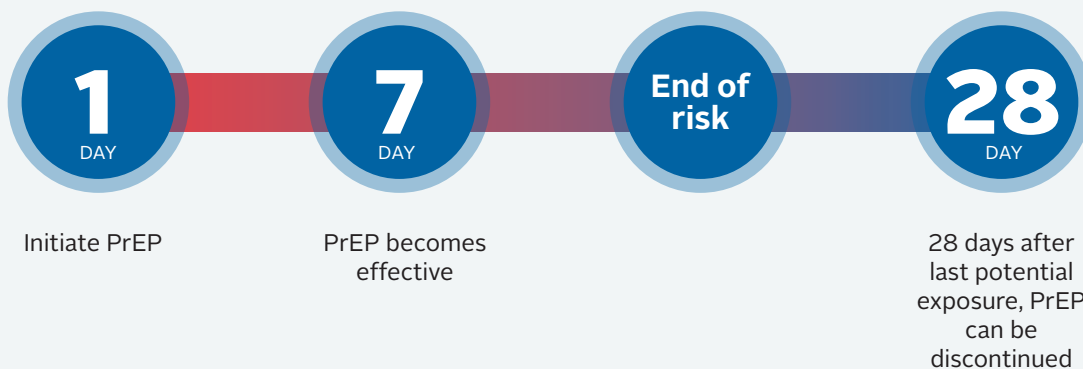 1
DAY
7
DAY
End of
risk
28
DAY
Initiate PrEP
PrEP becomes
effective
28 days after
last potential
exposure, PrEP
can be
discontinued